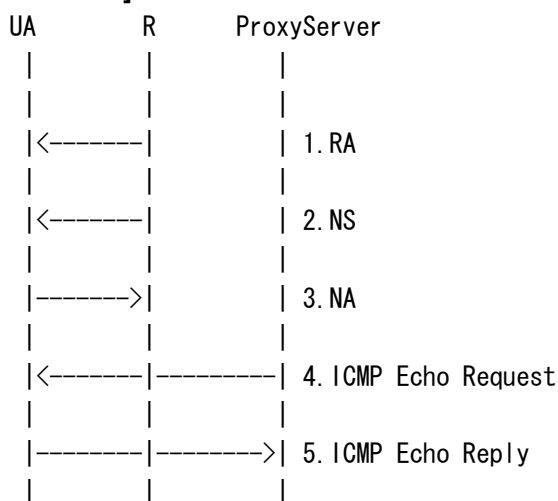 UA R ProxyServer
| | |
| | |
|<-------| | 1.RA
| | |
|<-------| | 2.NS
| | |
|------->| | 3.NA
| | |
|<-------|---------| 4.ICMP Echo Request
| | |
|--------|-------->| 5.ICMP Echo Reply
| | |